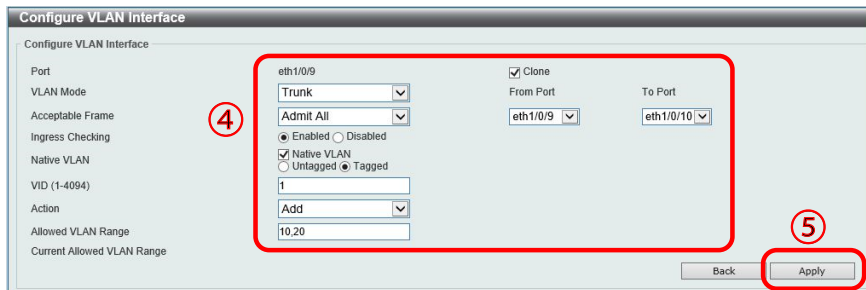 Configure VLAN Interface
Configure VLAN Interface
Port eth1/0/9 Clone
VLAN Mode Trunk From Port To Port
Acceptable Frame Admit All eth1/0/9 eth1/0/10
④
Ingress Checking Enabled Disabled
Native VLAN Native VLAN
Untagged Tagged
VID (1-4094) 1
Action Add
Allowed VLAN Range 10,20
⑤
Current Allowed VLAN Range
Back Apply